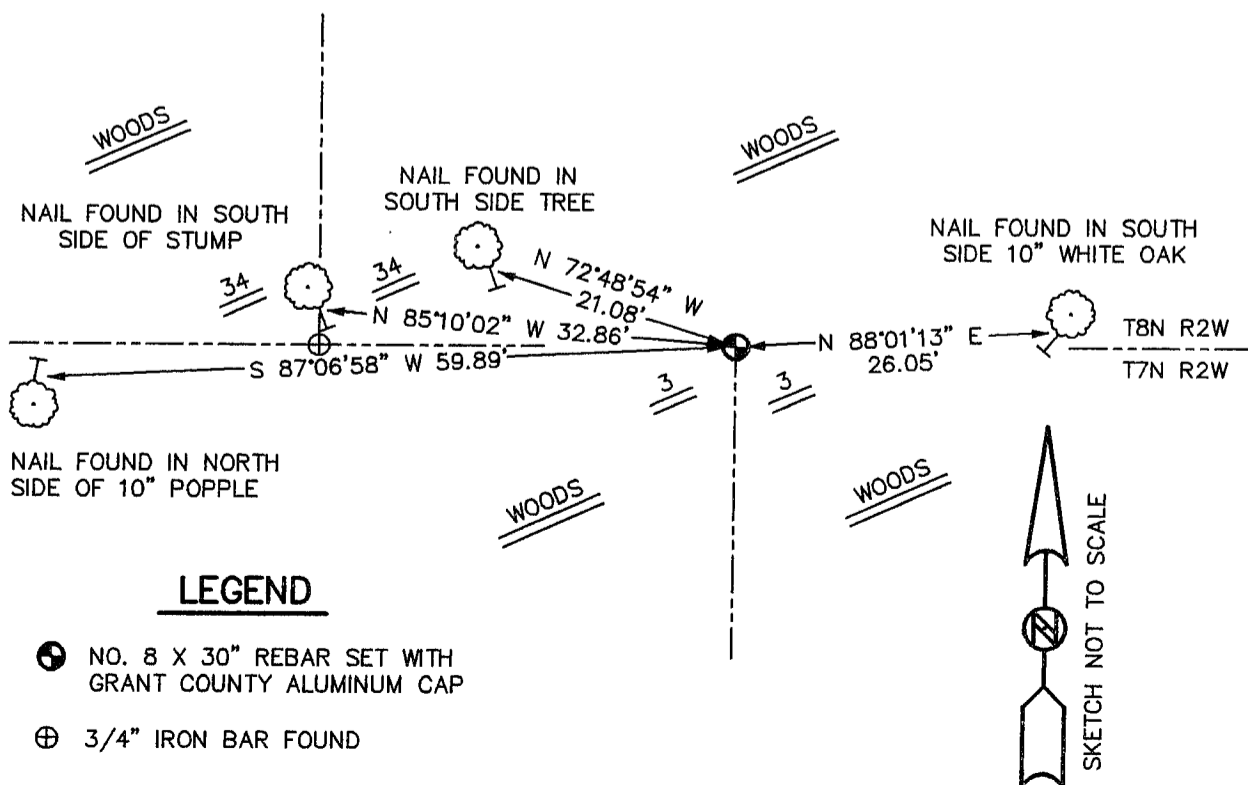 WOODS
WOODS
NAIL FOUND IN
SOUTH SIDE TREE
NAIL FOUND IN SOUTH
SIDE OF STUMP
NAIL FOUND IN SOUTH
SIDE 10" WHITE OAK
34
34
N 72°48'54" W
21.08'
N 85°10'02" W 32.86'
N 88°01'13" E
26.05'
T8N R2W
T7N R2W
S 87°06'58" W 59.89'
3
3
NAIL FOUND IN NORTH
SIDE OF 10" POPPLE
WOODS
WOODS
LEGEND
NO. 8 X 30" REBAR SET WITH
GRANT COUNTY ALUMINUM CAP
3/4" IRON BAR FOUND
N
SKETCH NOT TO SCALE